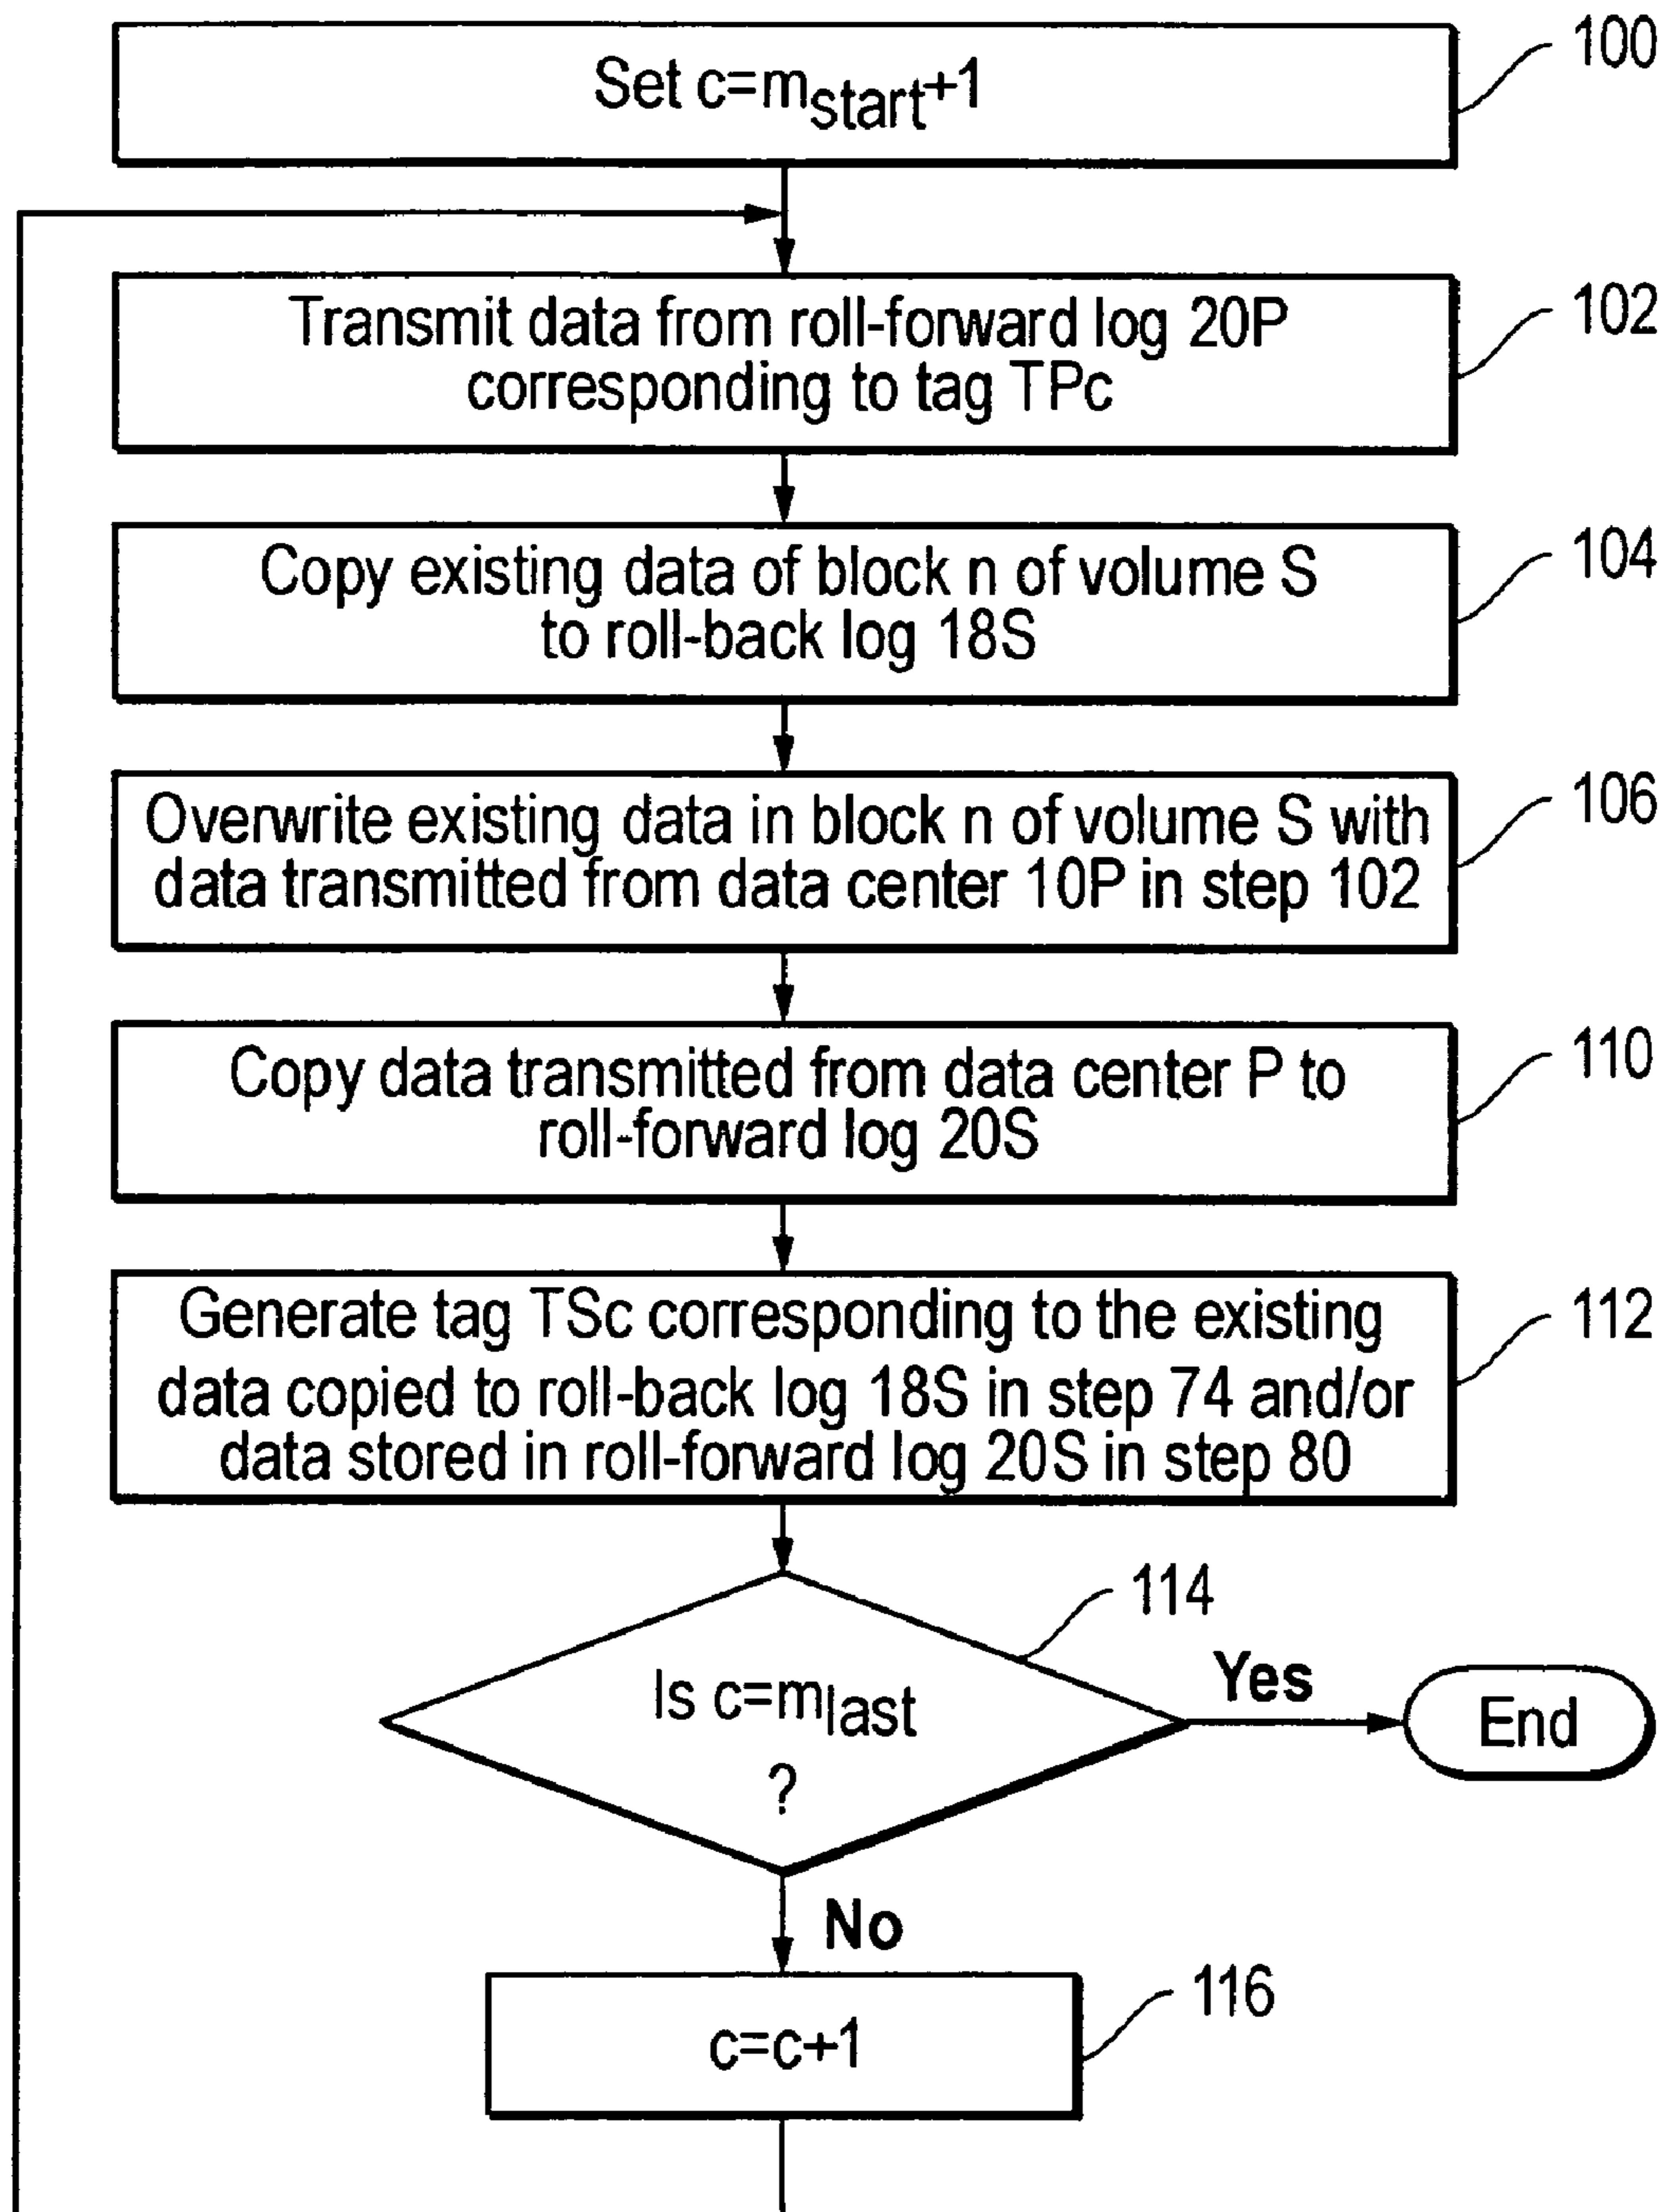 Set c=mstart+1
100
Transmit data from roll-forward log 20P
corresponding to tag TPc
102
Copy existing data of block n of volume S
to roll-back log 18S
104
Overwrite existing data in block n of volume S with
data transmitted from data center 10P in step 102
106
Copy data transmitted from data center P to
roll-forward log 20S
110
Generate tag TSc corresponding to the existing
data copied to roll-back log 18S in step 74 and/or
data stored in roll-forward log 20S in step 80
112
114
Is c=mlast
?
Yes
End
No
c=c+1
116